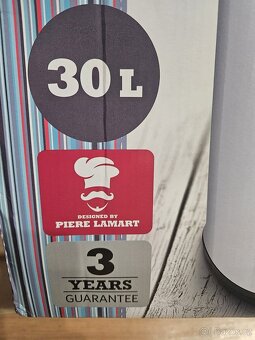 30 L
DESIGNED BY
PIERE LAMART
3
YEARS
GUARANTEE